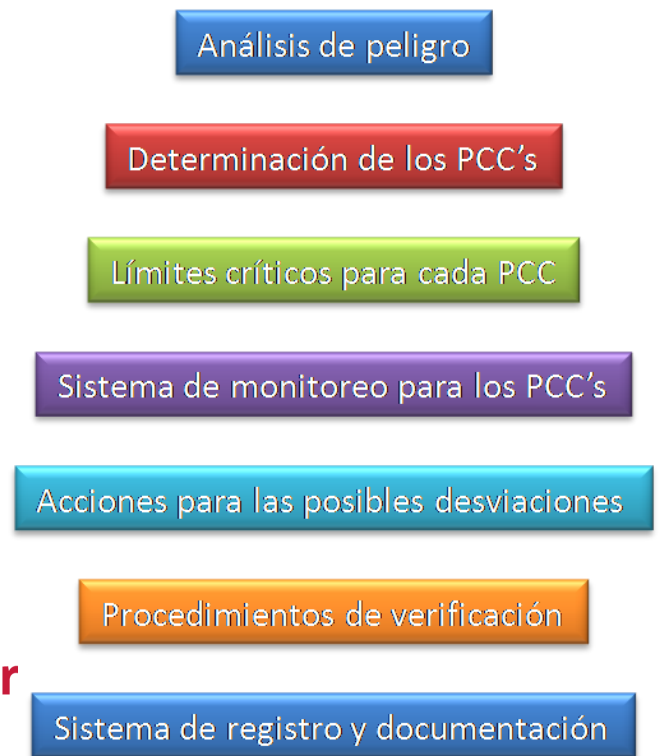 Análisis de peligro
Determinación de los PCC’s
Límites críticos para cada PCC
Sistema de monitoreo para los PCC’s
Acciones para las posibles desviaciones
Procedimientos de verificación
r
Sistema de registro y documentación